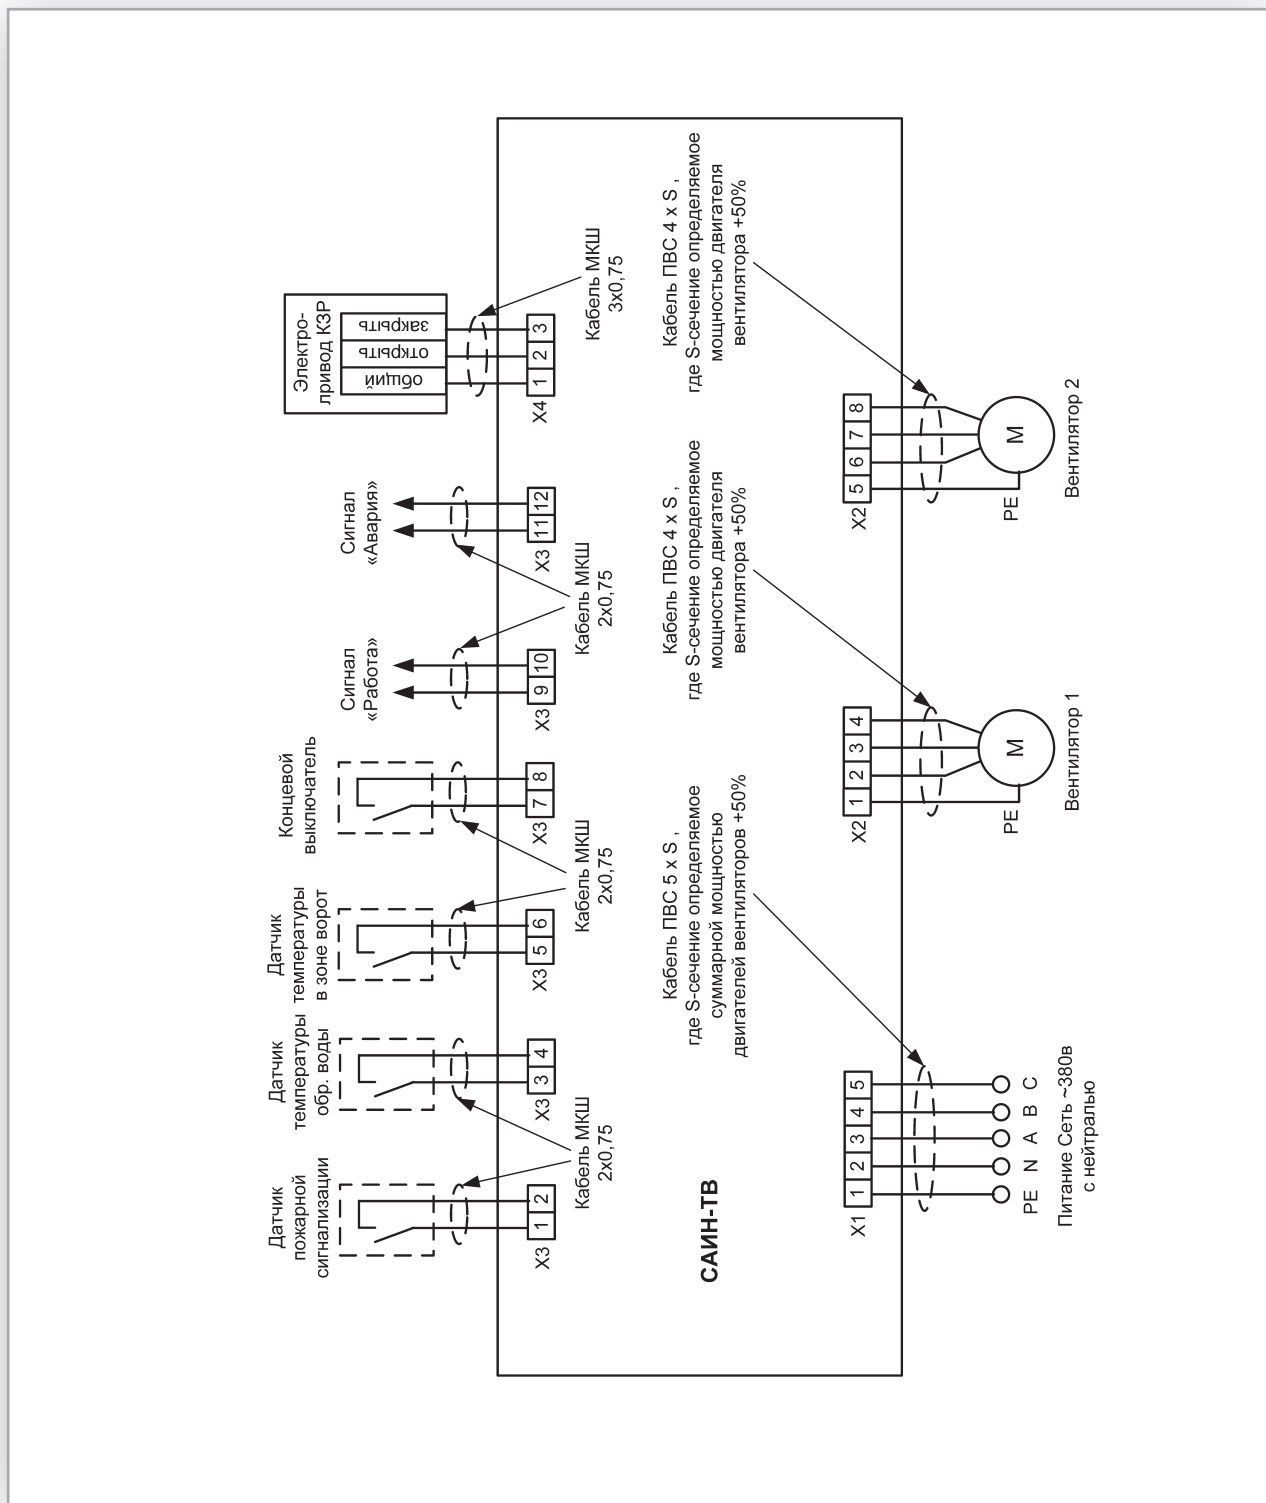 Датчик
пожарной
сигнализации
1
2
X3
Датчик
температуры
обр. воды
3
4
X3
Кабель МКШ
2х0,75
Датчик
температуры
в зоне ворот
5
6
X3
Концевой
выключатель
7
8
X3
Кабель МКШ
2х0,75
Сигнал
«Работа»
9
10
X3
Сигнал
«Авария»
11
12
X3
Кабель МКШ
2х0,75
Электро-
привод КЗР
общий
открыть
закрыть
1
2
3
X4
Кабель МКШ
3х0,75
САИН-ТВ
Кабель ПВС 5 х S ,
где S-сечение определяемое
суммарной мощностью
двигателей вентиляторов +50%
Кабель ПВС 4 х S ,
где S-сечение определяемое
мощностью двигателя
вентилятора +50%
Кабель ПВС 4 х S ,
где S-сечение определяемое
мощностью двигателя
вентилятора +50%
X1
1
2
3
4
5
PE N A B C
Питание Сеть ~380в
с нейтралью
X2
1
2
3
4
PE
М
Вентилятор 1
X2
5
6
7
8
PE
М
Вентилятор 2